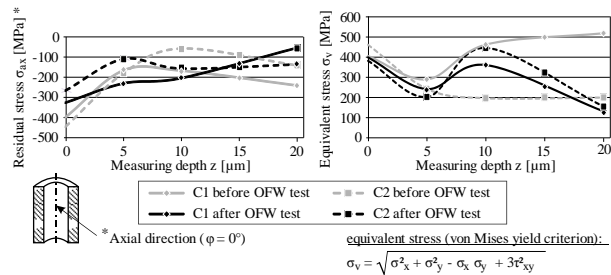 Residual stress σax [MPa] *
0
-100
-200
-300
-400
-500
0 5 10 15 20
Measuring depth z [µm]
Equivalent stress σv [MPa]
600
500
400
300
200
100
0
0 5 10 15 20
Measuring depth z [µm]
C1 before OFW test
C2 before OFW test
C1 after OFW test
C2 after OFW test
* Axial direction (φ = 0°)
equivalent stress (von Mises yield criterion):
σv = √σ²x + σ²y - σx σy + 3τ²xy